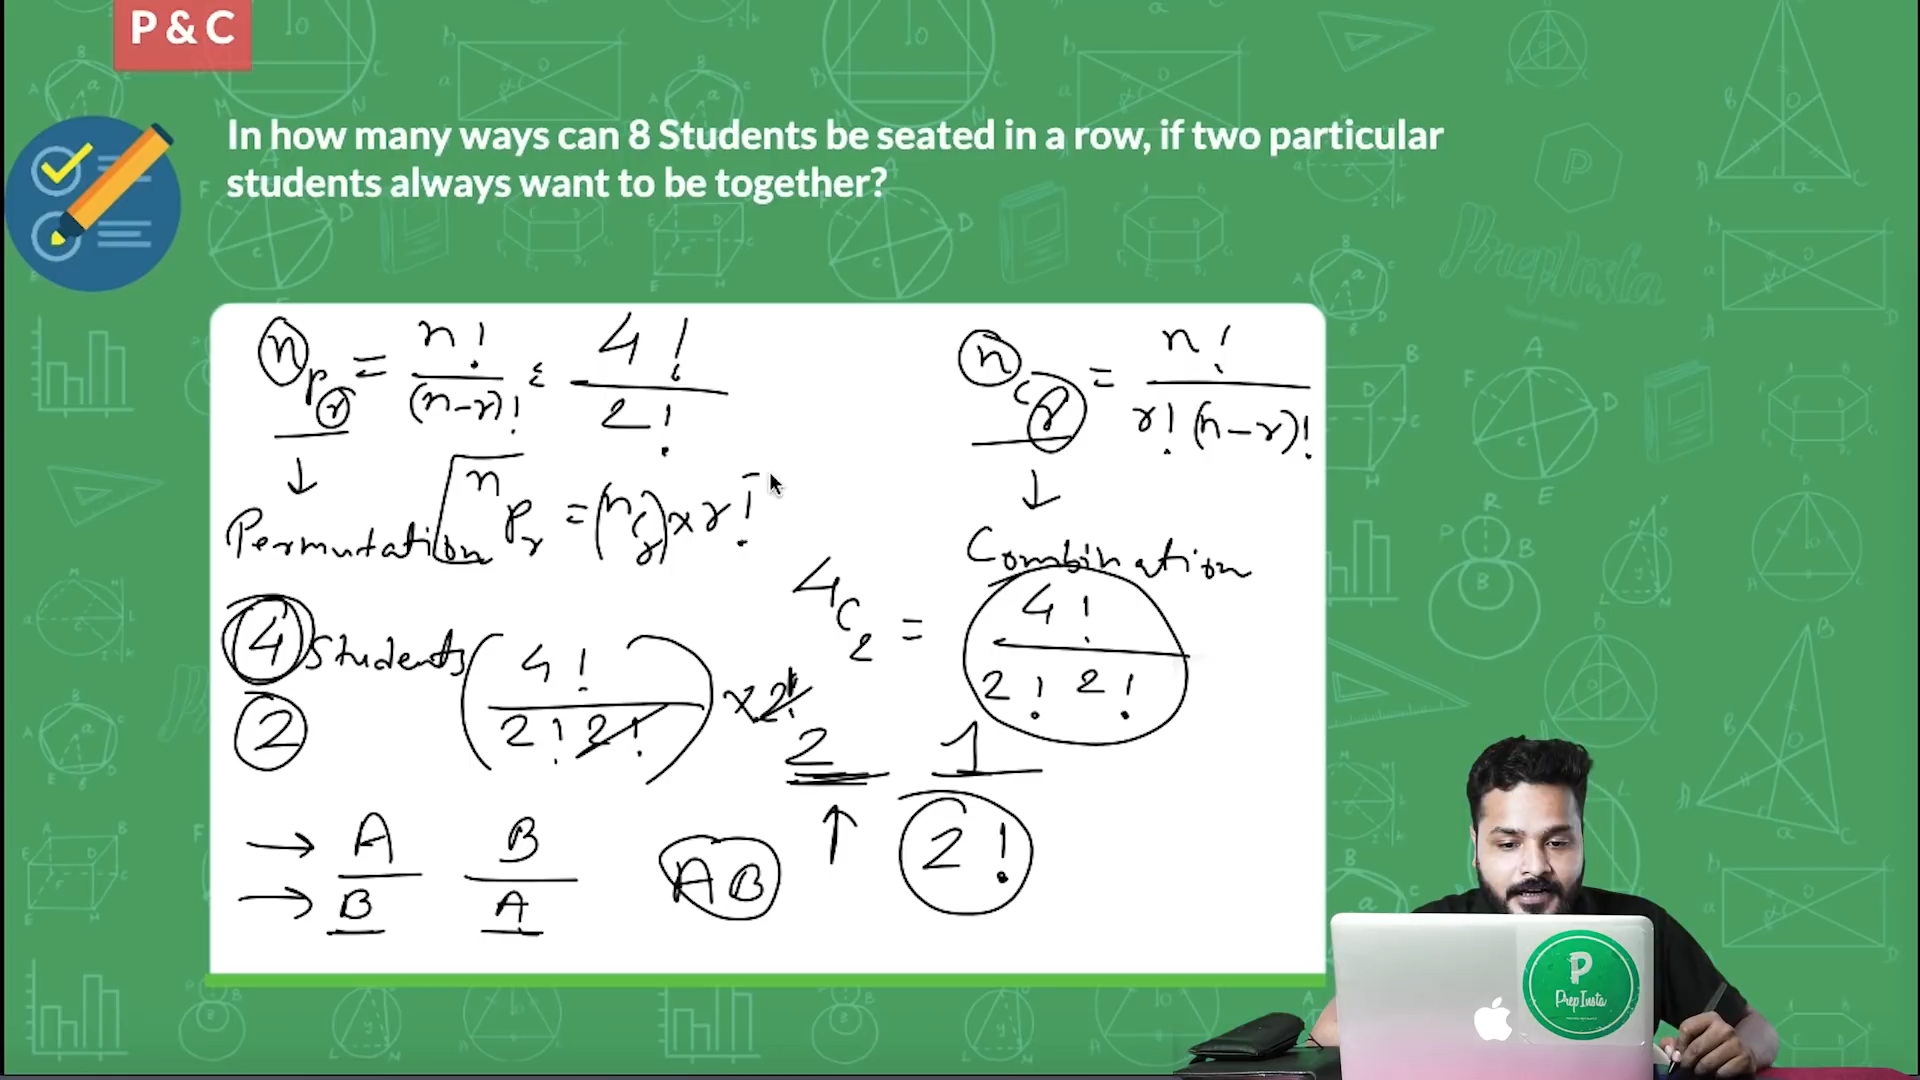 P & C
In how many ways can 8 Students be seated in a row, if two particular
students always want to be together?
nPr = n! / (n-r)! = 4! / 2!
nCr = n! / r! (n-r)!
nPr = (nCr) x r!
Permutation
Combination
4C2 = 4! / 2! 2!
4 Students (4! / 2! 2!) x 2!
2
2 1
2!
A B
B A
AB
P
PrepInsta
PrepInsta